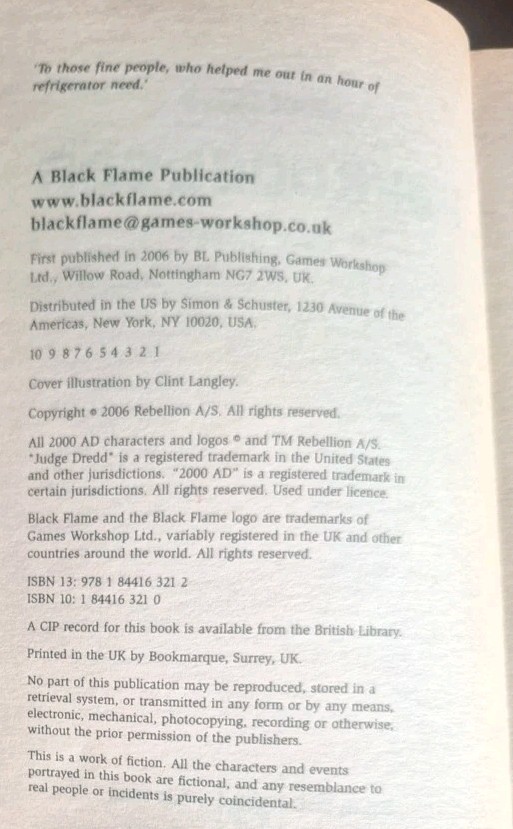 'To those fine people, who helped me out in an hour of
refrigerator need.'
A Black Flame Publication
www.blackflame.com
blackflame@games-workshop.co.uk
First published in 2006 by BL Publishing, Games Workshop
Ltd., Willow Road, Nottingham NG7 2WS, UK.
Distributed in the US by Simon & Schuster, 1230 Avenue of the
Americas, New York, NY 10020, USA.
10 9 8 7 6 5 4 3 2 1
Cover illustration by Clint Langley.
Copyright © 2006 Rebellion A/S. All rights reserved.
All 2000 AD characters and logos © and TM Rebellion A/S.
"Judge Dredd" is a registered trademark in the United States
and other jurisdictions. "2000 AD" is a registered trademark in
certain jurisdictions. All rights reserved. Used under licence.
Black Flame and the Black Flame logo are trademarks of
Games Workshop Ltd., variably registered in the UK and other
countries around the world. All rights reserved.
ISBN 13: 978 1 84416 321 2
ISBN 10: 1 84416 321 0
A CIP record for this book is available from the British Library.
Printed in the UK by Bookmarque, Surrey, UK.
No part of this publication may be reproduced, stored in a
retrieval system, or transmitted in any form or by any means,
electronic, mechanical, photocopying, recording or otherwise,
without the prior permission of the publishers.
This is a work of fiction. All the characters and events
portrayed in this book are fictional, and any resemblance to
real people or incidents is purely coincidental.